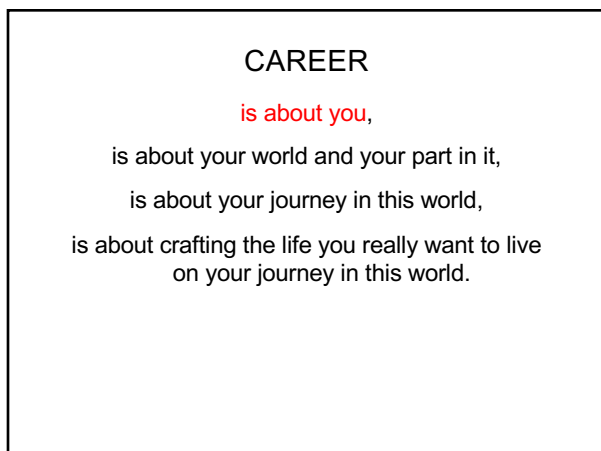 CAREER
is about you,
is about your world and your part in it,
is about your journey in this world,
is about crafting the life you really want to live
on your journey in this world.